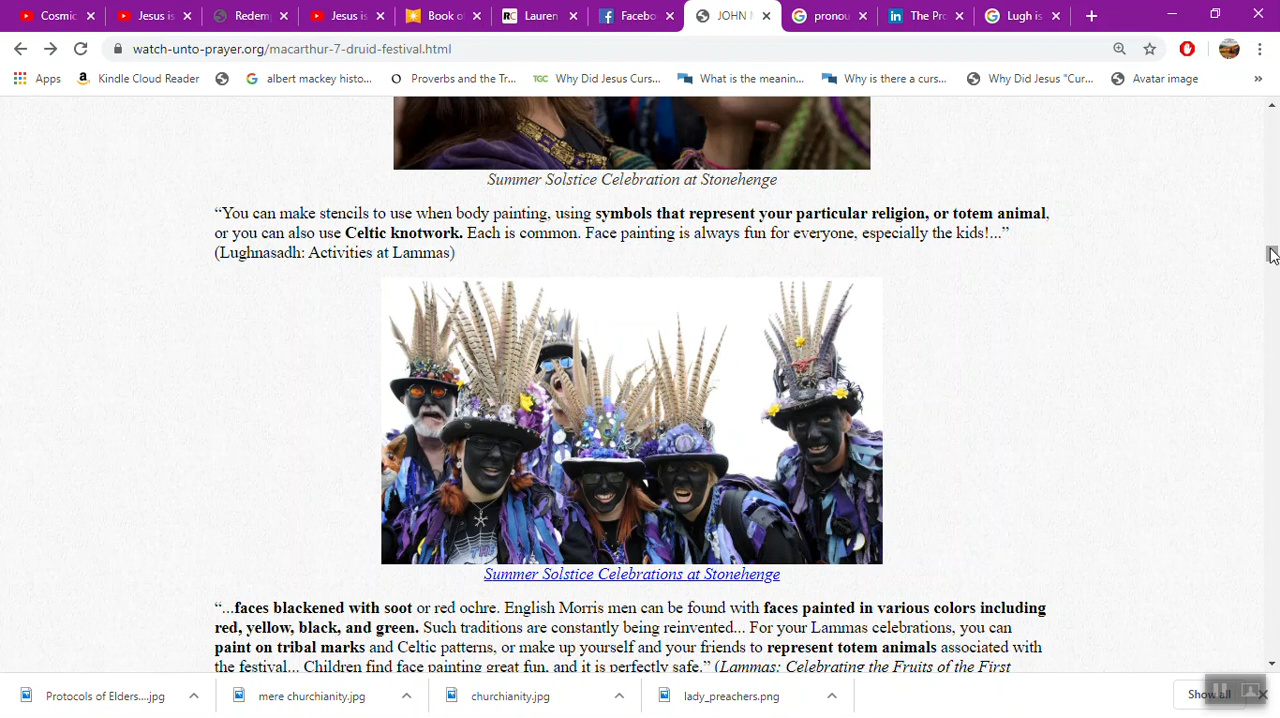 Cosmic
Jesus is
Redem
Jesus is
Book o
RC Lauren
Facebo
JOHN
pronou
The Pr
Lugh is
watch-unto-prayer.org/macarthur-7-druid-festival.html
Apps
Kindle Cloud Reader
albert mackey histo...
Proverbs and the Tr...
TGC Why Did Jesus Curs...
What is the meanin...
Why is there a curs...
Why Did Jesus "Cur...
Avatar image
»
Summer Solstice Celebration at Stonehenge
“You can make stencils to use when body painting, using symbols that represent your particular religion, or totem animal,
or you can also use Celtic knotwork. Each is common. Face painting is always fun for everyone, especially the kids!...”
(Lughnasadh: Activities at Lammas)
THE
Summer Solstice Celebrations at Stonehenge
“...faces blackened with soot or red ochre. English Morris men can be found with faces painted in various colors including
red, yellow, black, and green. Such traditions are constantly being reinvented... For your Lammas celebrations, you can
paint on tribal marks and Celtic patterns, or make up yourself and your friends to represent totem animals associated with
the festival... Children find face painting great fun, and it is perfectly safe.” (Lammas: Celebrating the Fruits of the First
Protocols of Elders....jpg
mere churchianity.jpg
churchianity.jpg
lady_preachers.png
Show all